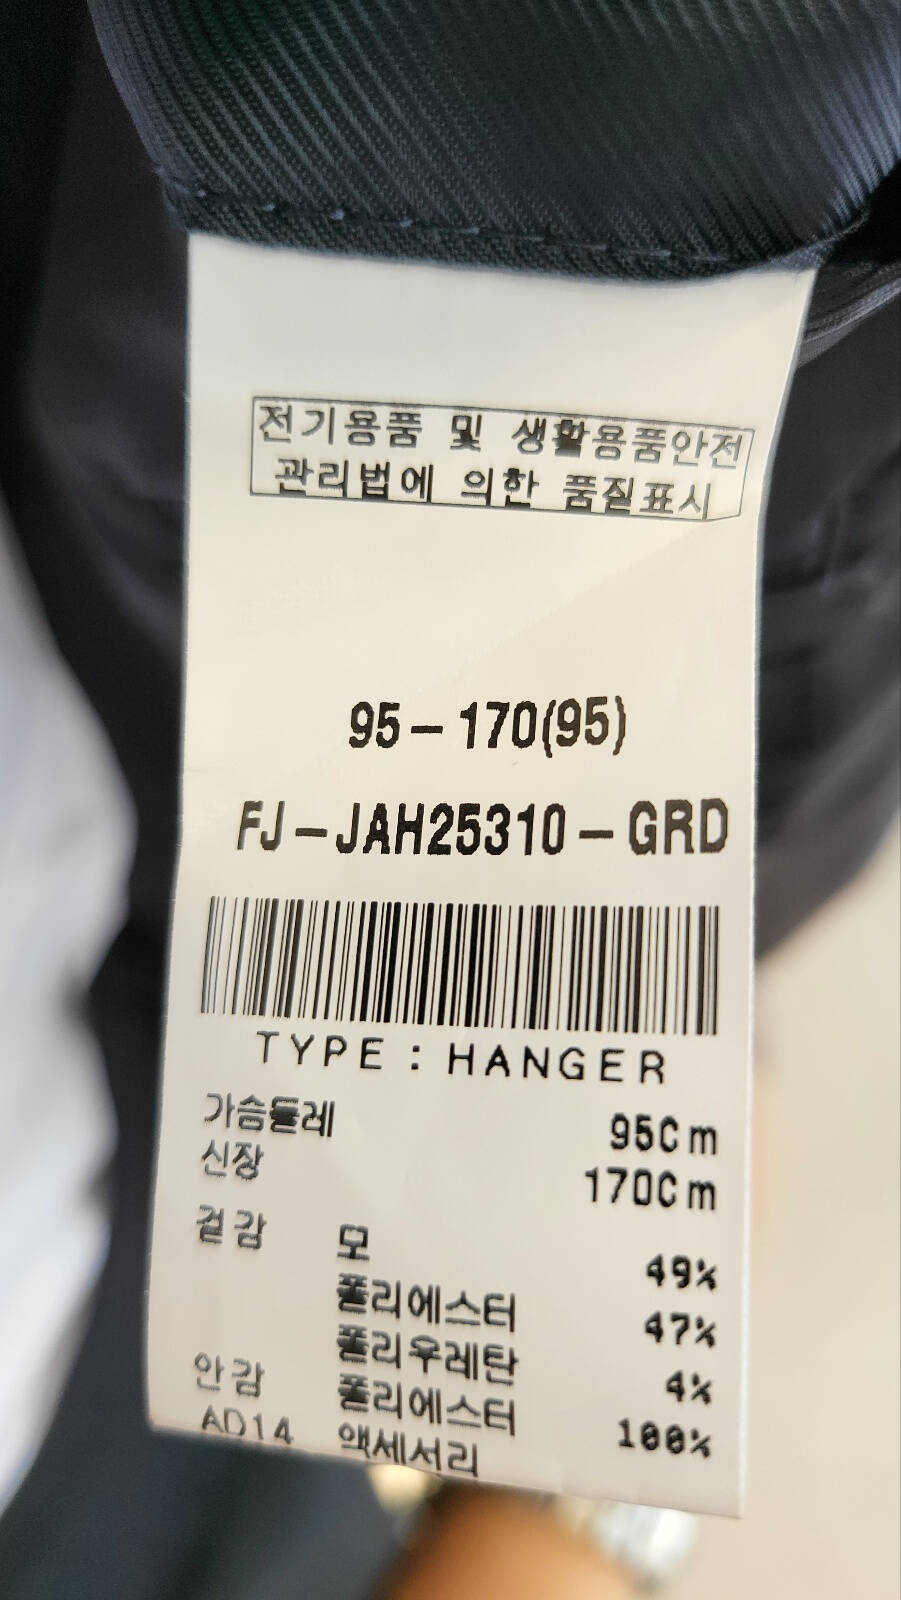 전기용품 및 생활용품안전
관리법에 의한 품질표시
95-170(95)
FJ-JAH25310-GRD
TYPE : HANGER
가슴둘레 95Cm
신장 170Cm
겉감 모 49%
폴리에스터 47%
폴리우레탄 4%
안감 폴리에스터 100%
AD14 액세서리